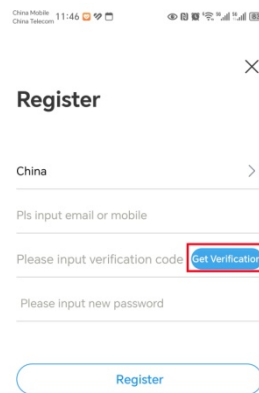 China Mobile
China Telecom 11:46
Register
China
Pls input email or mobile
Please input verification code Get Verification
Please input new password
Register